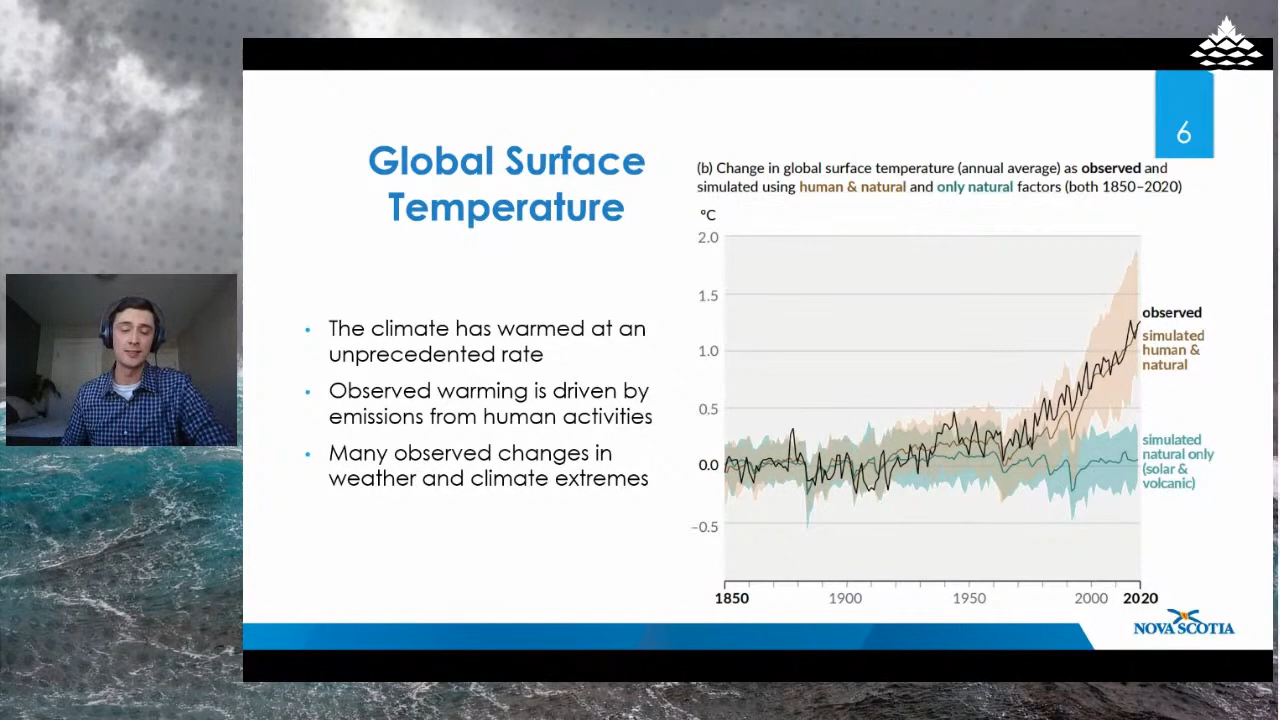 6
Global Surface
Temperature
• The climate has warmed at an
unprecedented rate
• Observed warming is driven by
emissions from human activities
• Many observed changes in
weather and climate extremes
(b) Change in global surface temperature (annual average) as observed and
simulated using human & natural and only natural factors (both 1850–2020)
°C
2.0
1.5
1.0
0.5
0.0
–0.5
1850
1900
1950
2000
2020
observed
simulated
human &
natural
simulated
natural only
(solar &
volcanic)
NOVA SCOTIA